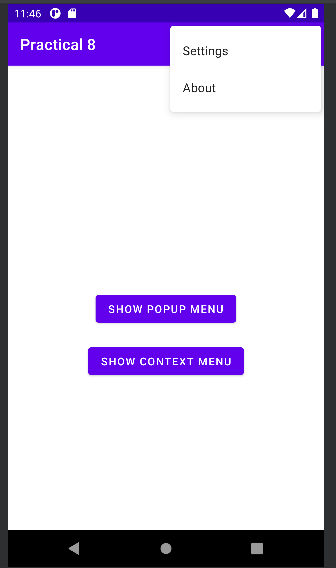 11:46
Practical 8
Settings
About
SHOW POPUP MENU
SHOW CONTEXT MENU